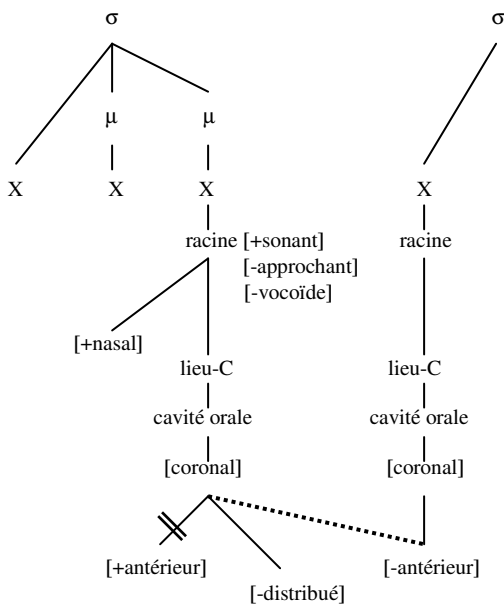 σ σ
μ μ
X X X X
racine [+sonant] racine
[-approchant]
[-vocoïde]
[+nasal]
lieu-C lieu-C
cavité orale cavité orale
[coronal] [coronal]
[+antérieur] [-antérieur]
[-distribué]